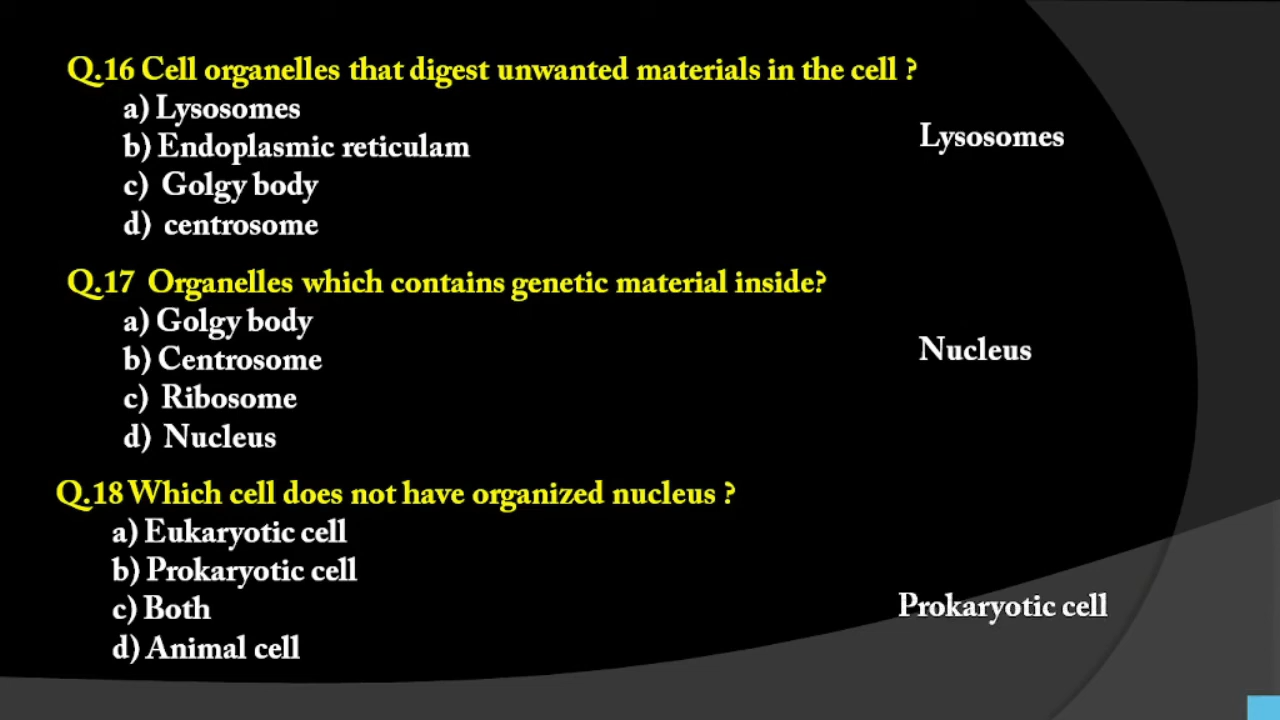 Q.16 Cell organelles that digest unwanted materials in the cell ?
a) Lysosomes
b) Endoplasmic reticulam
c) Golgy body
d) centrosome
Lysosomes
Q.17 Organelles which contains genetic material inside?
a) Golgy body
b) Centrosome
c) Ribosome
d) Nucleus
Nucleus
Q.18 Which cell does not have organized nucleus ?
a) Eukaryotic cell
b) Prokaryotic cell
c) Both
d) Animal cell
Prokaryotic cell